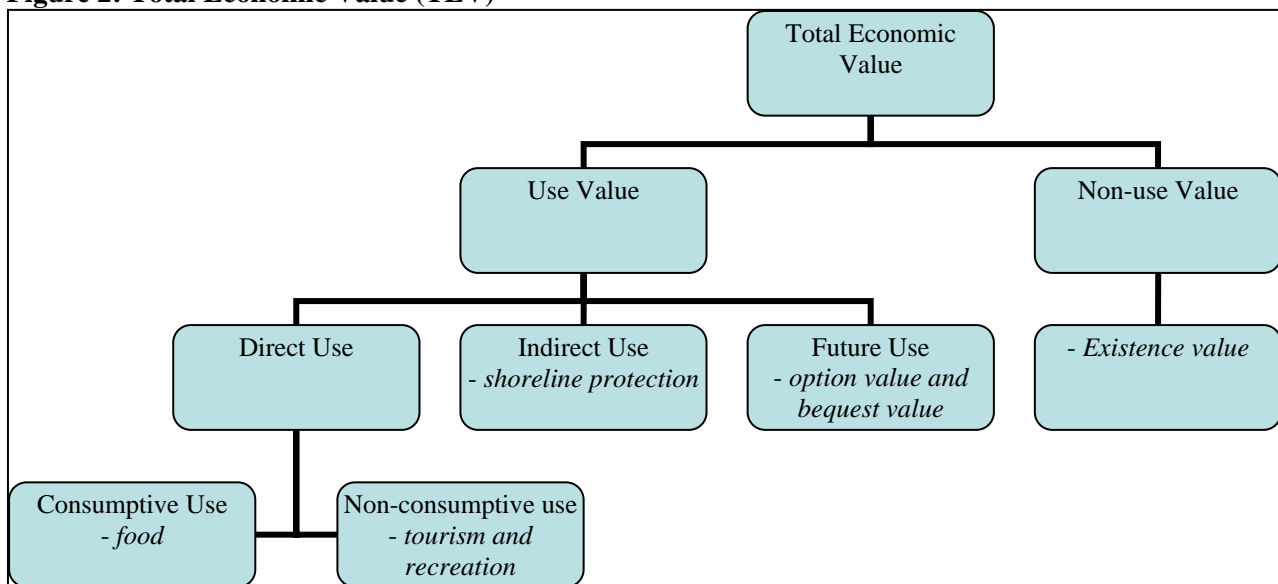 Figure 2: Total Economic Value (TEV)
Total Economic
Value
Use Value
Non-use Value
Direct Use
Indirect Use
- shoreline protection
Future Use
- option value and
bequest value
- Existence value
Consumptive Use
- food
Non-consumptive use
- tourism and
recreation